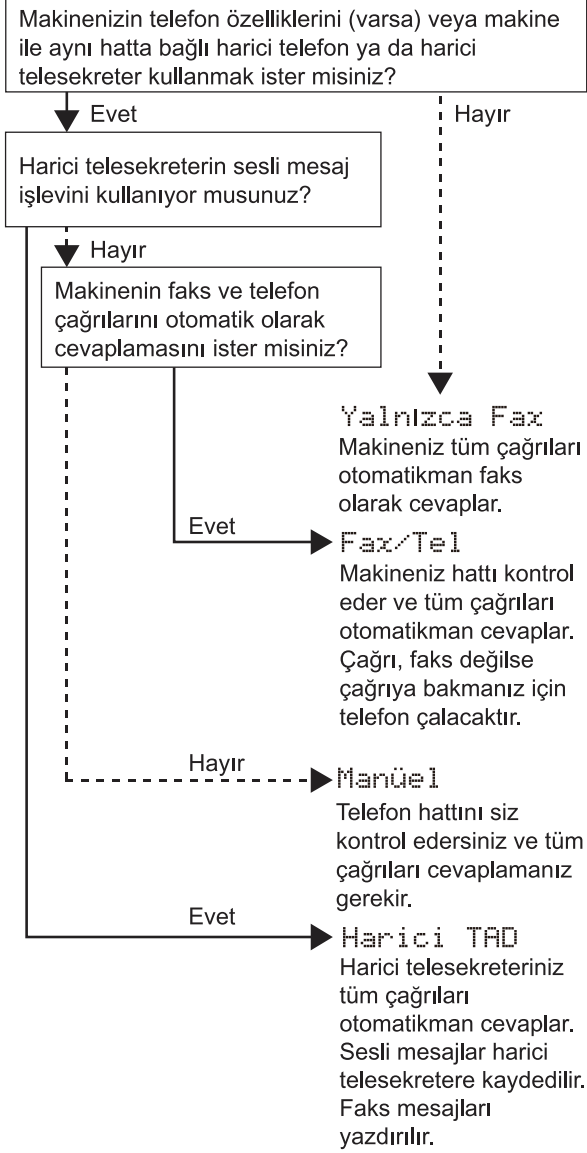 Makinenizin telefon özelliklerini (varsa) veya makine
ile aynı hatta bağlı harici telefon ya da harici
telesekreter kullanmak ister misiniz?
Evet
Hayır
Harici telesekreterin sesli mesaj
işlevini kullanıyor musunuz?
Hayır
Makinenin faks ve telefon
çağrılarını otomatik olarak
cevaplamasını ister misiniz?
Yalnızca Fax
Makineniz tüm çağrıları
otomatikman faks
olarak cevaplar.
Evet
Fax/Tel
Makineniz hattı kontrol
eder ve tüm çağrıları
otomatikman cevaplar.
Çağrı, faks değilse
çağrıya bakmanız için
telefon çalacaktır.
Hayır
Manüel
Telefon hattını siz
kontrol edersiniz ve tüm
çağrıları cevaplamanız
gerekir.
Evet
Harici TAD
Harici telesekreteriniz
tüm çağrıları
otomatikman cevaplar.
Sesli mesajlar harici
telesekretere kaydedilir.
Faks mesajları
yazdırılır.